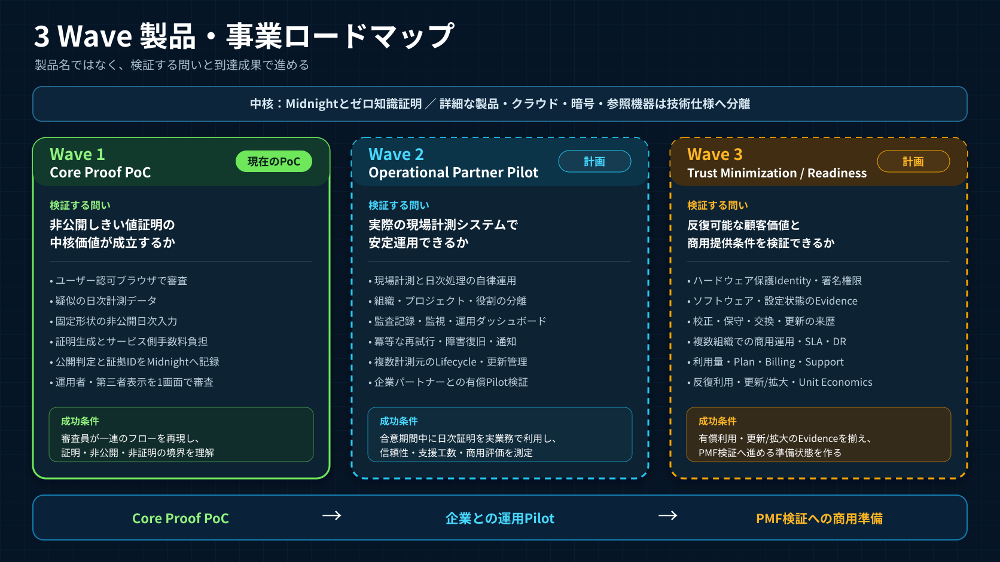 3 Wave 製品・事業ロードマップ
製品名ではなく、検証する問いと到達成果で進める
中核：Midnightとゼロ知識証明 ／ 詳細な製品・クラウド・暗号・参照機器は技術仕様へ分離
Wave 1
Core Proof PoC
現在のPoC
検証する問い
非公開しきい値証明の
中核価値が成立するか
• ユーザー認可ブラウザで審査
• 疑似の日次計測データ
• 固定形状の非公開日次入力
• 証明生成とサービス側手数料負担
• 公開判定と証拠IDをMidnightへ記録
• 運用者・第三者表示を1画面で審査
成功条件
審査員が一連のフローを再現し、
証明・非公開・非証明の境界を理解
Wave 2
Operational Partner Pilot
計画
検証する問い
実際の現場計測システムで
安定運用できるか
• 現場計測と日次処理の自律運用
• 組織・プロジェクト・役割の分離
• 監査記録・監視・運用ダッシュボード
• 冪等な再試行・障害復旧・通知
• 複数計測元のLifecycle・更新管理
• 企業パートナーとの有償Pilot検証
成功条件
合意期間中に日次証明を実業務で利用し、
信頼性・支援工数・商用評価を測定
Wave 3
Trust Minimization / Readiness
計画
検証する問い
反復可能な顧客価値と
商用提供条件を検証できるか
• ハードウェア保護Identity・署名権限
• ソフトウェア・設定状態のEvidence
• 校正・保守・交換・更新の来歴
• 複数組織での商用運用・SLA・DR
• 利用量・Plan・Billing・Support
• 反復利用・更新/拡大・Unit Economics
成功条件
有償利用・更新/拡大のEvidenceを揃え、
PMF検証へ進める準備状態を作る
Core Proof PoC → 企業との運用Pilot → PMF検証への商用準備